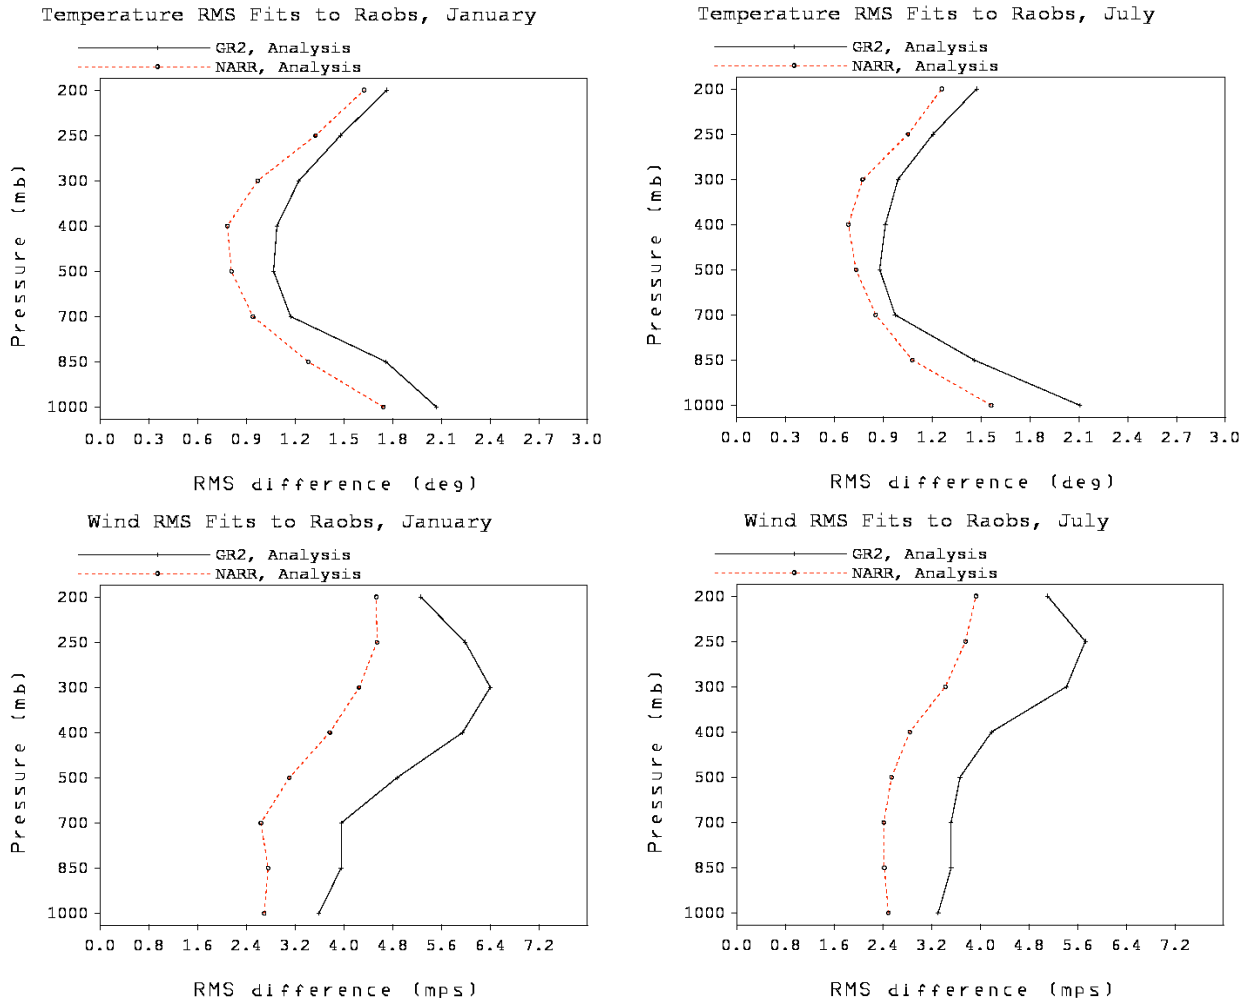 Temperature RMS Fits to Raobs, January
GR2, Analysis
NARR, Analysis
200
250
300
400
500
700
850
1000
Pressure (mb)
0.0 0.3 0.6 0.9 1.2 1.5 1.8 2.1 2.4 2.7 3.0
RMS difference (deg)
Temperature RMS Fits to Raobs, July
GR2, Analysis
NARR, Analysis
200
250
300
400
500
700
850
1000
Pressure (mb)
0.0 0.3 0.6 0.9 1.2 1.5 1.8 2.1 2.4 2.7 3.0
RMS difference (deg)
Wind RMS Fits to Raobs, January
GR2, Analysis
NARR, Analysis
200
250
300
400
500
700
850
1000
Pressure (mb)
0.0 0.8 1.6 2.4 3.2 4.0 4.8 5.6 6.4 7.2
RMS difference (mps)
Wind RMS Fits to Raobs, July
GR2, Analysis
NARR, Analysis
200
250
300
400
500
700
850
1000
Pressure (mb)
0.0 0.8 1.6 2.4 3.2 4.0 4.8 5.6 6.4 7.2
RMS difference (mps)